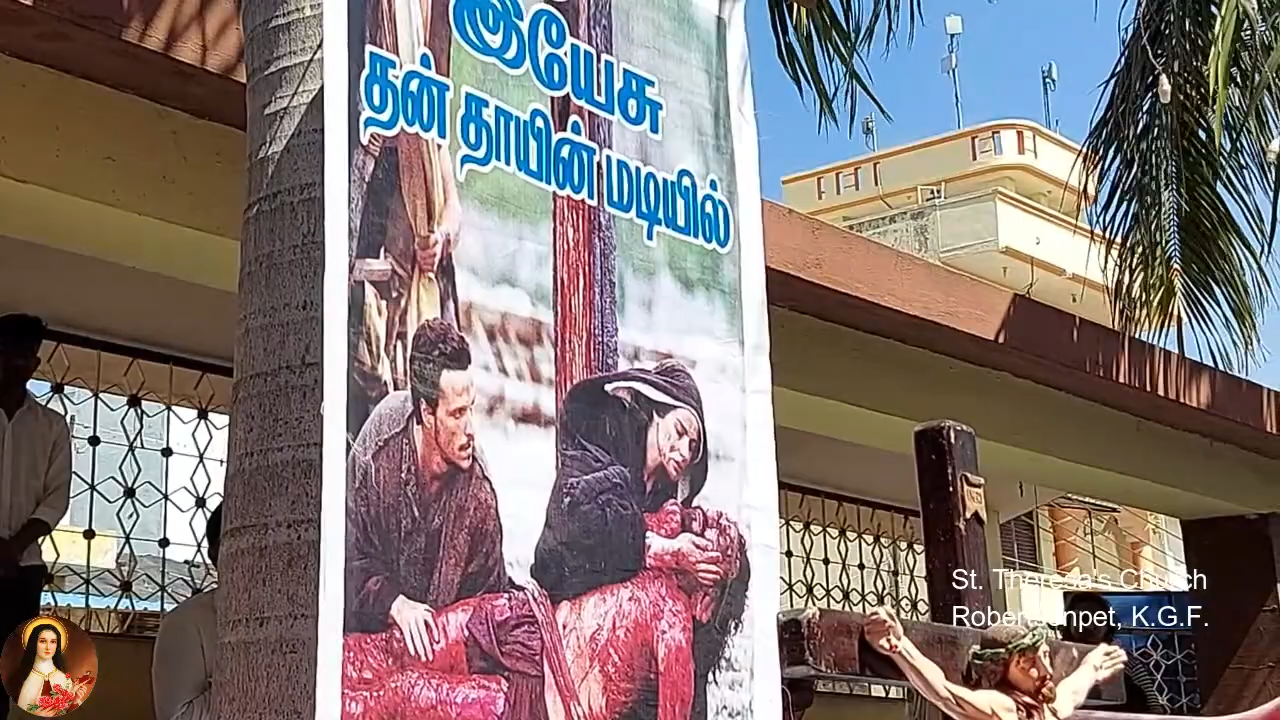 இயேசு
தன் தாயின் மடியில்
St. Theresa's Church
Robertsonpet, K.G.F.